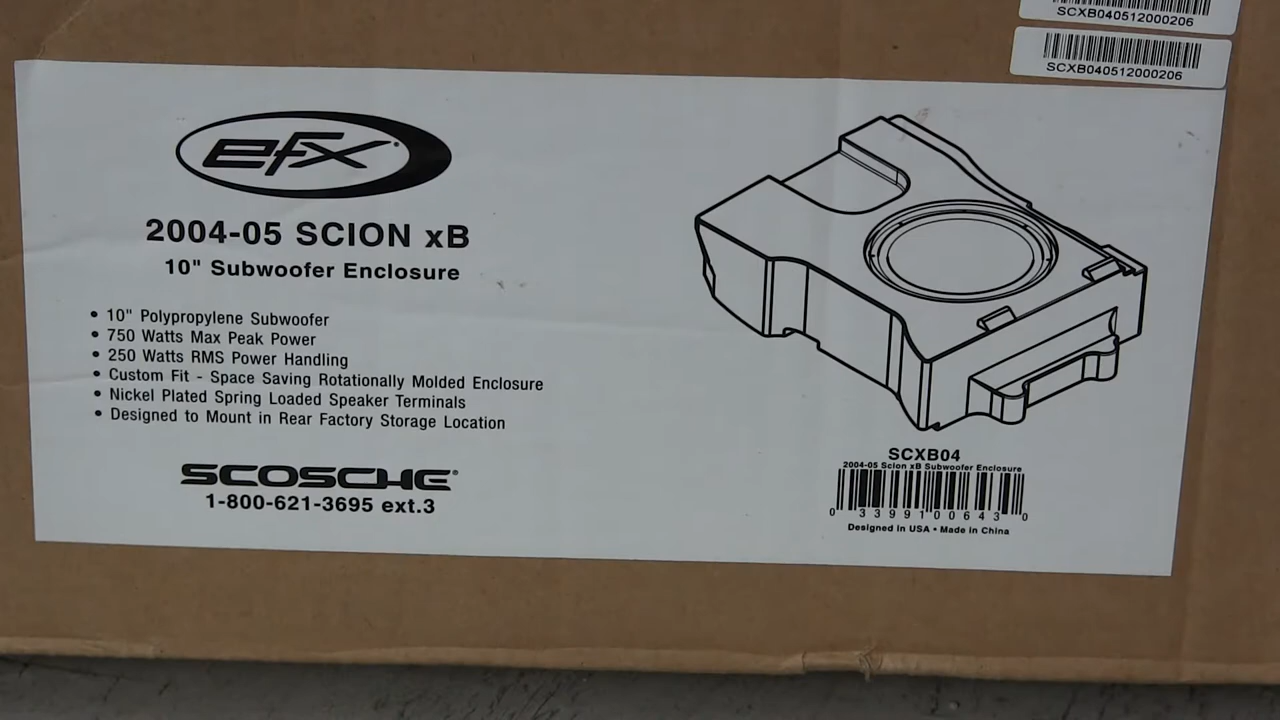 SCXB040512000206
SCXB040512000206
efx
2004-05 SCION xB
10" Subwoofer Enclosure
• 10" Polypropylene Subwoofer
• 750 Watts Max Peak Power
• 250 Watts RMS Power Handling
• Custom Fit - Space Saving Rotationally Molded Enclosure
• Nickel Plated Spring Loaded Speaker Terminals
• Designed to Mount in Rear Factory Storage Location
SCOSCHE®
1-800-621-3695 ext.3
SCXB04
2004-05 Scion xB Subwoofer Enclosure
0 33991 00643 0
Designed in USA • Made in China